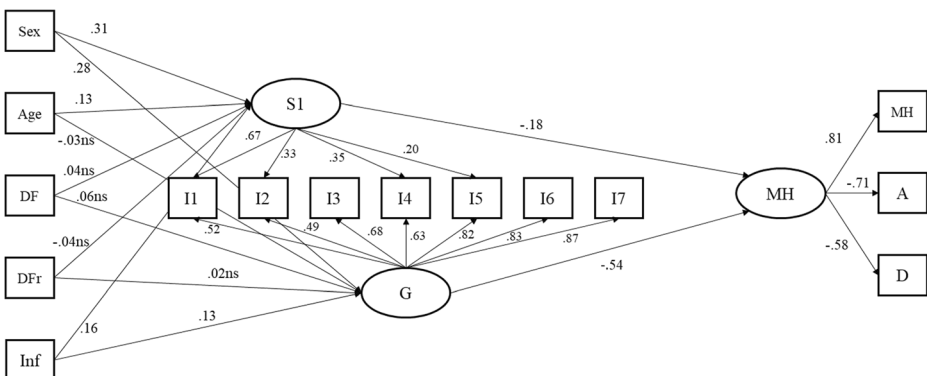 Sex
.31
.28
Age
.13
-.03ns
DF
.04ns
.06ns
DFr
-.04ns
.02ns
Inf
.16
.13
S1
.67
.33
.35
.20
-.18
I1
I2
I3
I4
I5
I6
I7
.52
.49
.68
.63
.82
.83
.87
G
-.54
MH
.81
-.71
-.58
MH
A
D